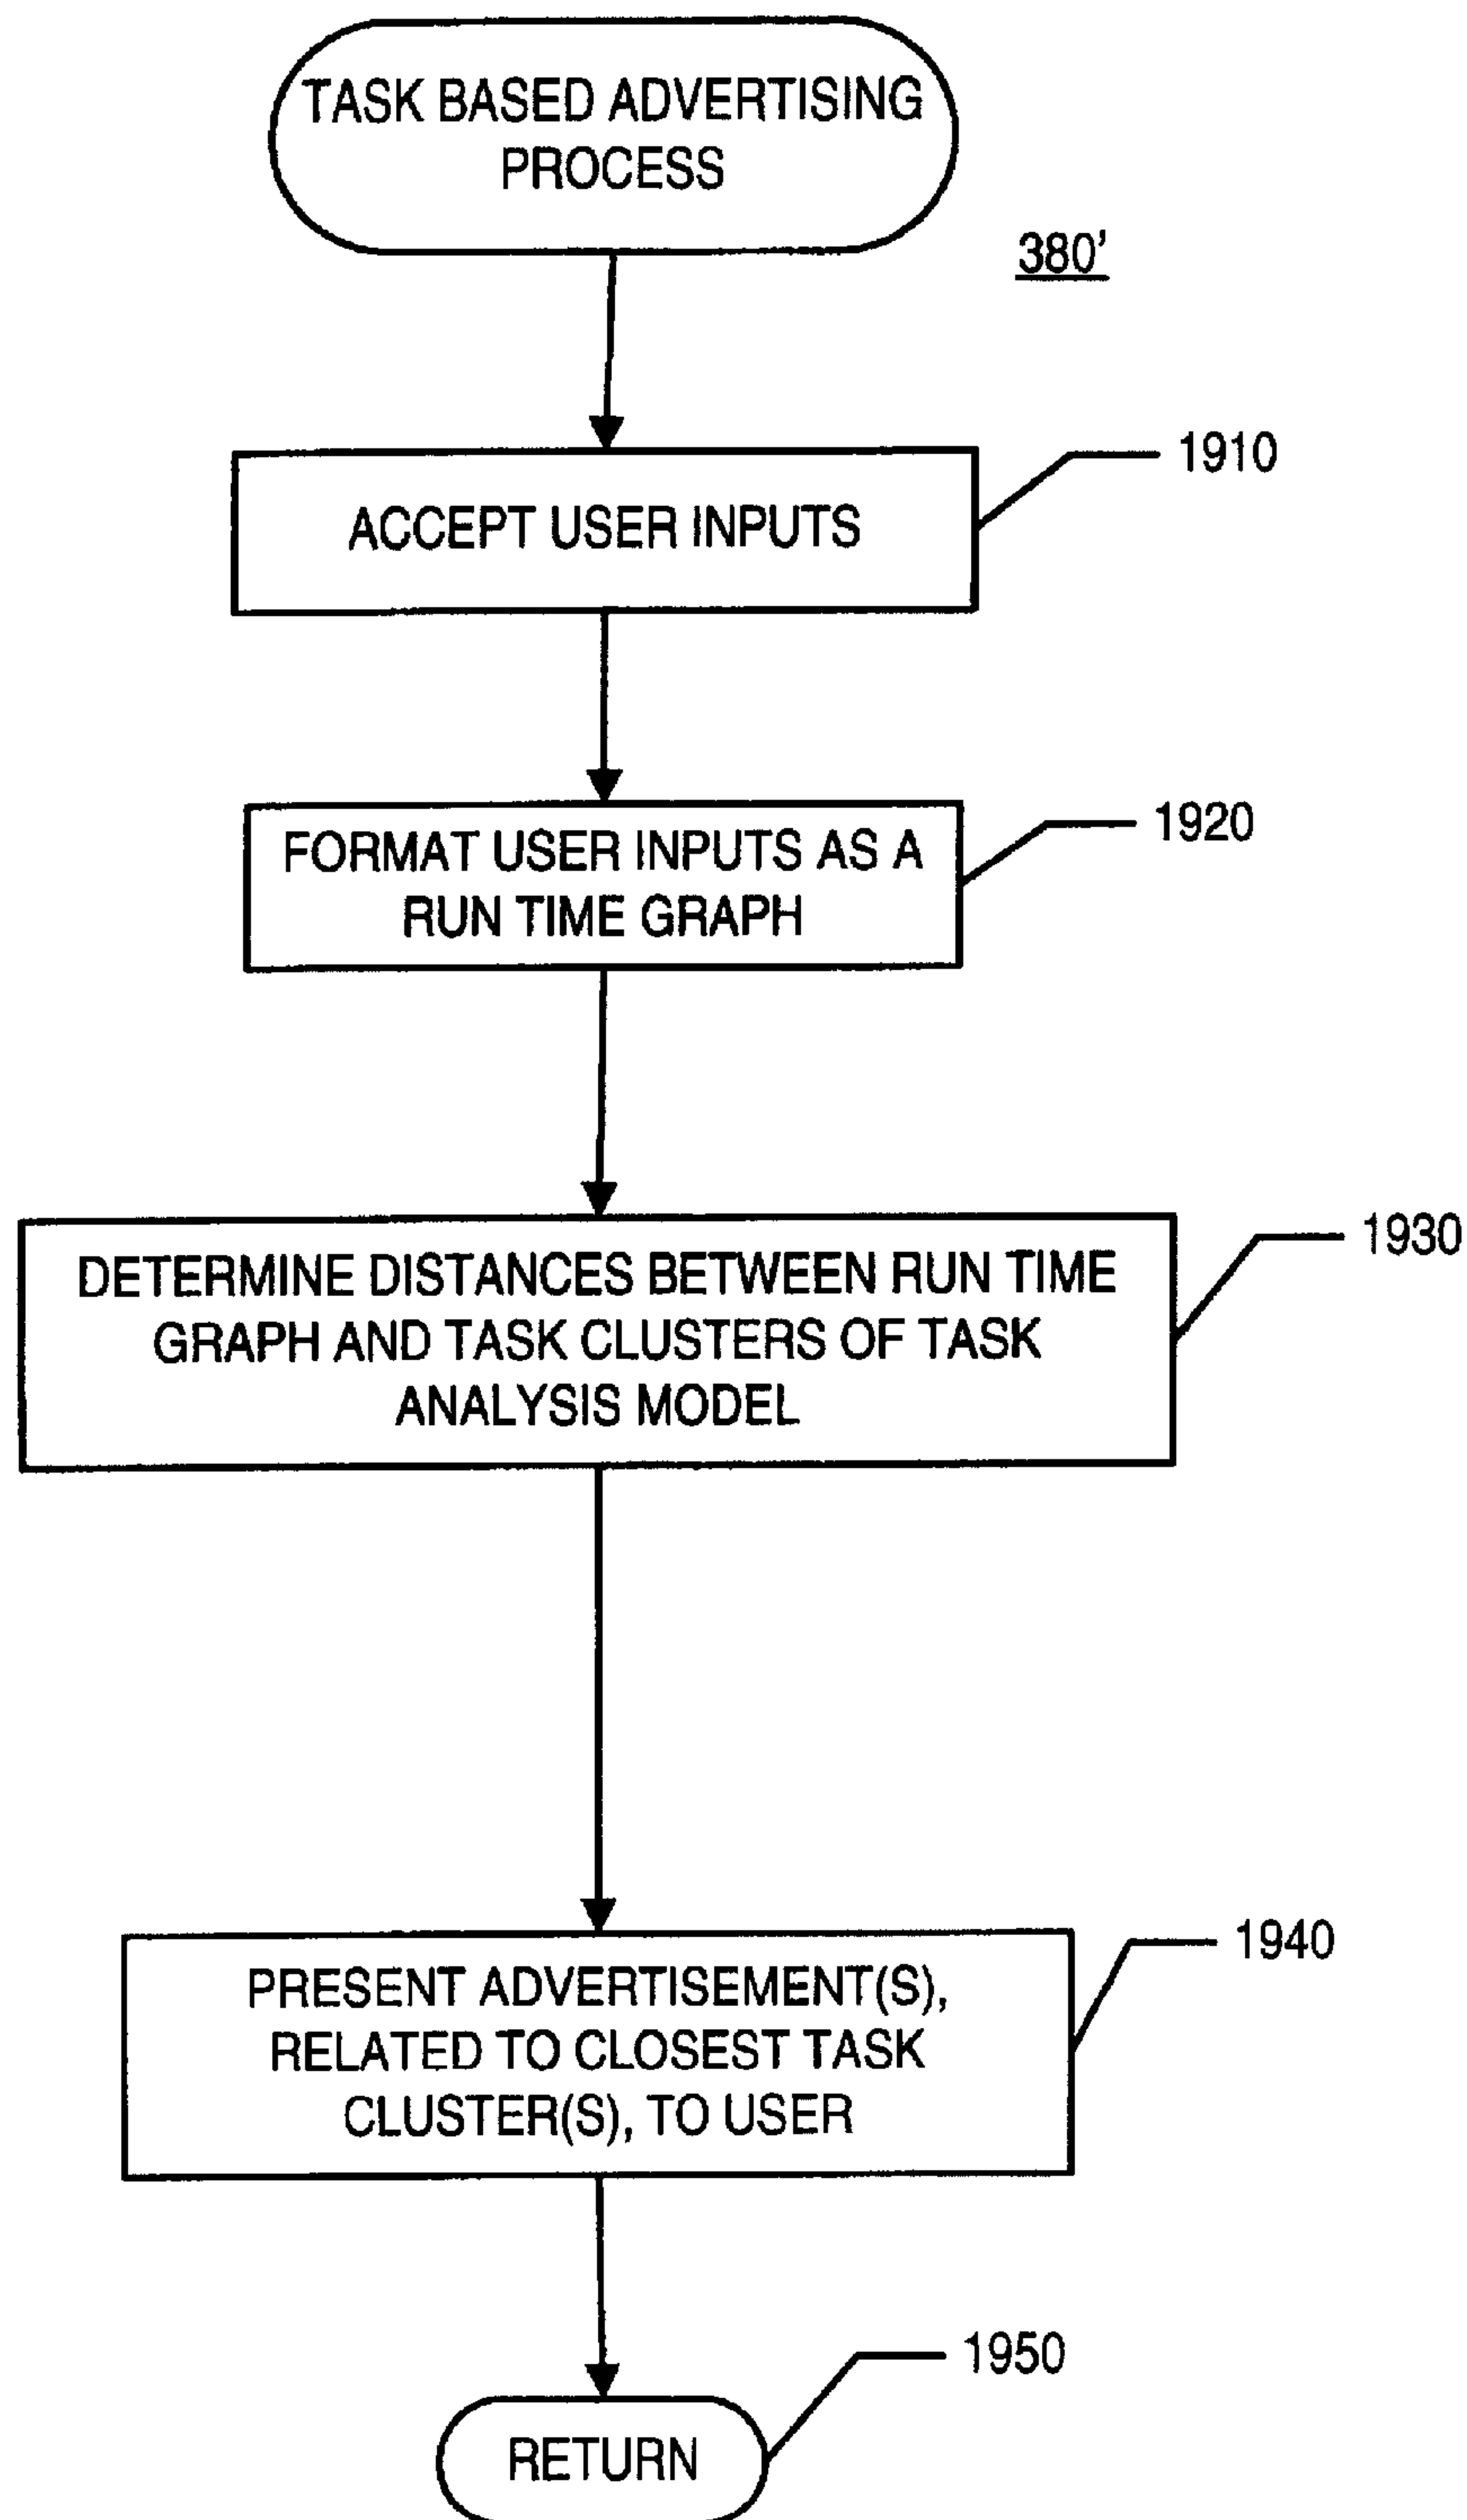 TASK BASED ADVERTISING
PROCESS
380'
1910
ACCEPT USER INPUTS
1920
FORMAT USER INPUTS AS A
RUN TIME GRAPH
1930
DETERMINE DISTANCES BETWEEN RUN TIME
GRAPH AND TASK CLUSTERS OF TASK
ANALYSIS MODEL
1940
PRESENT ADVERTISEMENT(S),
RELATED TO CLOSEST TASK
CLUSTER(S), TO USER
1950
RETURN